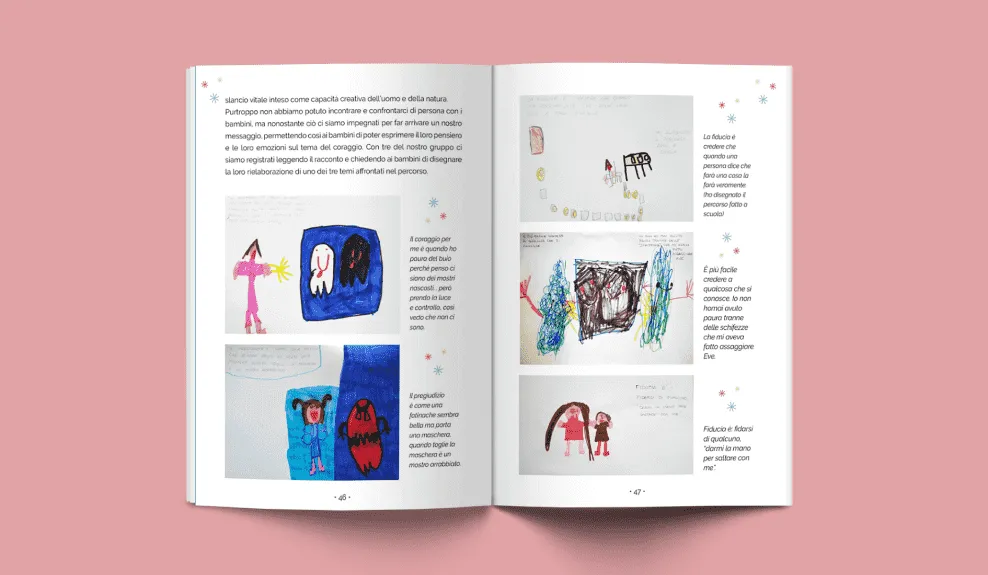 slancio vitale inteso come capacità creativa dell'uomo e della natura.
Purtroppo non abbiamo potuto incontrare e confrontarci di persona con i
bambini, ma nonostante ciò ci siamo impegnati per far arrivare un nostro
messaggio, permettendo così ai bambini di poter esprimere il loro pensiero
e le loro emozioni sul tema del coraggio. Con tre del nostro gruppo ci
siamo registrati leggendo il racconto e chiedendo ai bambini di disegnare
la loro rielaborazione di uno dei tre temi affrontati nel percorso.
Il coraggio per
me è quando ho
paura del buio
perché penso ci
siano dei mostri
nascosti...però
prendo la luce
e controllo, così
vedo che non ci
sono.
Il pregiudizio
è come una
fatina che sembra
bella ma porta
una maschera,
quando toglie la
maschera è un
mostro arrabbiato.
• 46 •
La fiducia è
credere che
quando una
persona dice che
farà una cosa la
farà veramente
(ho disegnato il
percorso fatto a
scuola)
È più facile
credere a
qualcosa che si
conosce. Io non
ho mai avuto
paura tranne
delle schifezze
che mi aveva
fatto assaggiare
Eve.
FIDUCIA È
Fiducia è: fidarsi
di qualcuno,
"darmi la mano
per saltare con
me".
• 47 •